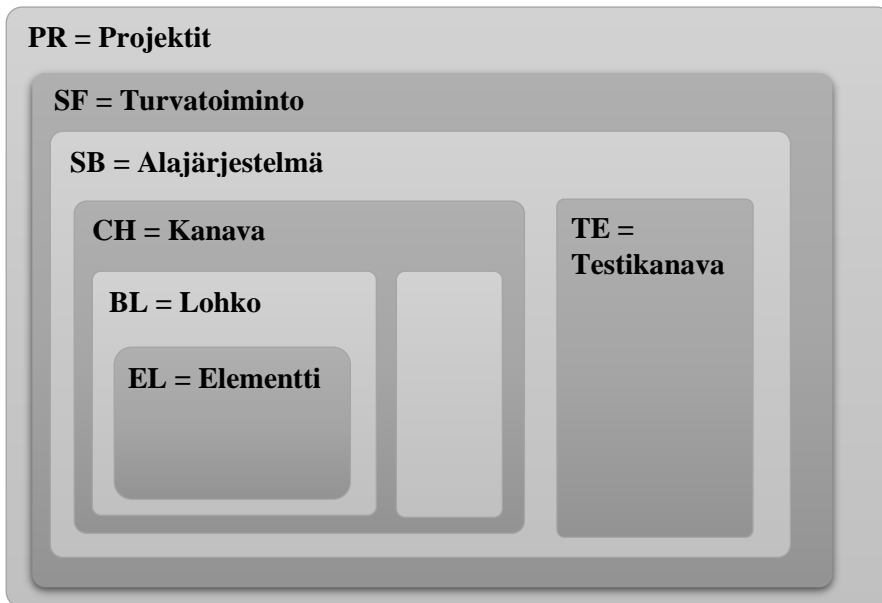 PR = Projektit
SF = Turvatoiminto
SB = Alajärjestelmä
CH = Kanava
TE =
Testikanava
BL = Lohko
EL = Elementti